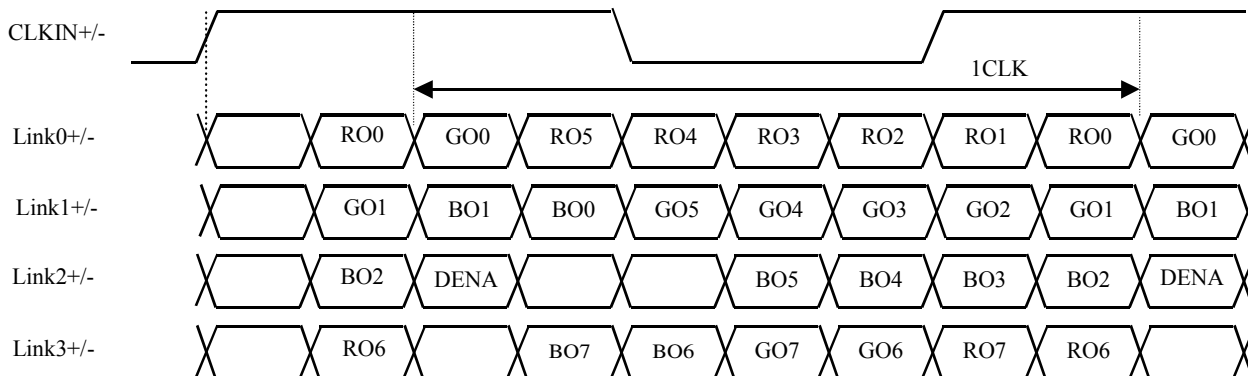 CLKIN+/-
1CLK
Link0+/- RO0 GO0 RO5 RO4 RO3 RO2 RO1 RO0 GO0
Link1+/- GO1 BO1 BO0 GO5 GO4 GO3 GO2 GO1 BO1
Link2+/- BO2 DENA BO5 BO4 BO3 BO2 DENA
Link3+/- RO6 BO7 BO6 GO7 GO6 RO7 RO6